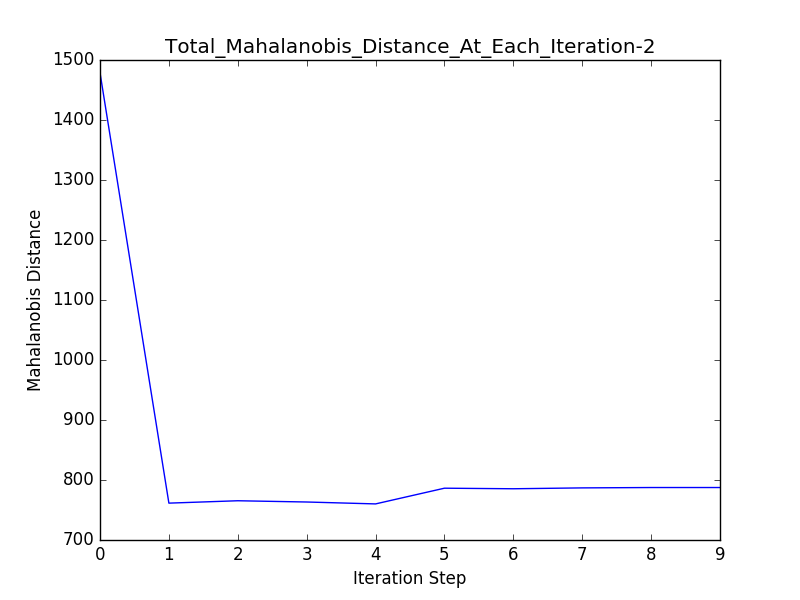 Total_Mahalanobis_Distance_At_Each_Iteration-2
1500
1400
1300
1200
1100
1000
900
800
700
Mahalanobis Distance
0 1 2 3 4 5 6 7 8 9
Iteration Step